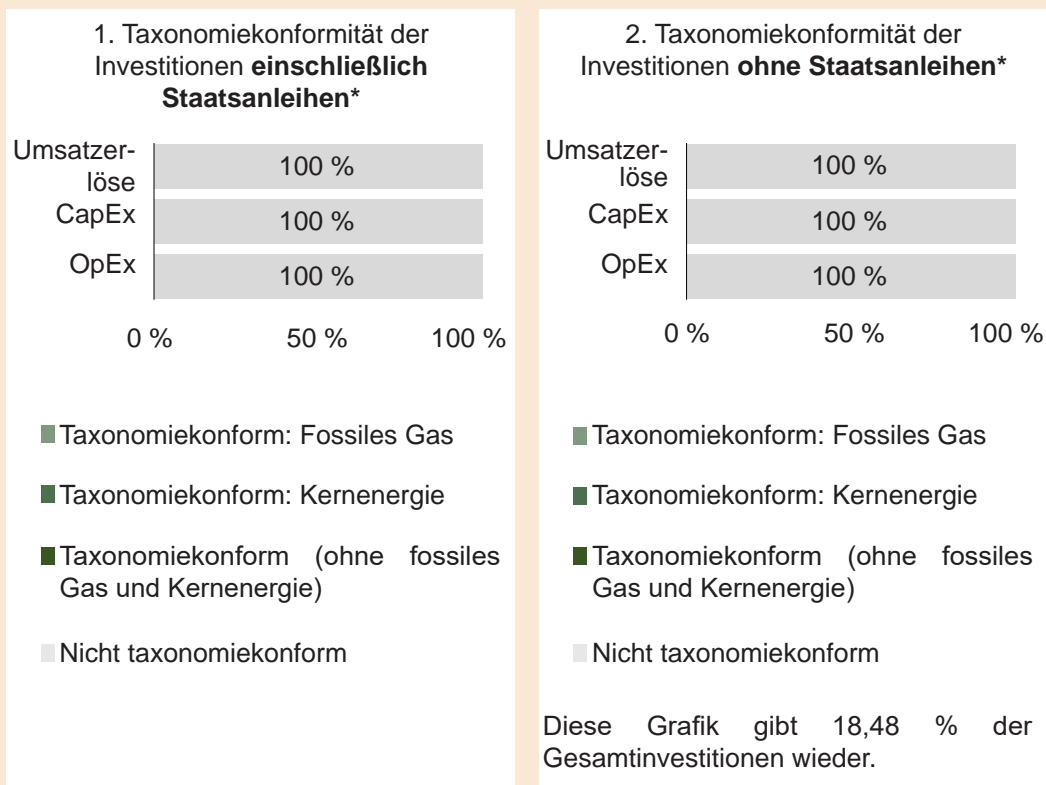 1. Taxonomiekonformität der
Investitionen einschließlich
Staatsanleihen*
Umsatzer-
löse
100 %
CapEx
100 %
OpEx
100 %
0 % 50 % 100 %
Taxonomiekonform: Fossiles Gas
Taxonomiekonform: Kernenergie
Taxonomiekonform (ohne fossiles
Gas und Kernenergie)
Nicht taxonomiekonform
2. Taxonomiekonformität der
Investitionen ohne Staatsanleihen*
Umsatzer-
löse
100 %
CapEx
100 %
OpEx
100 %
0 % 50 % 100 %
Taxonomiekonform: Fossiles Gas
Taxonomiekonform: Kernenergie
Taxonomiekonform (ohne fossiles
Gas und Kernenergie)
Nicht taxonomiekonform
Diese Grafik gibt 18,48 % der
Gesamtinvestitionen wieder.